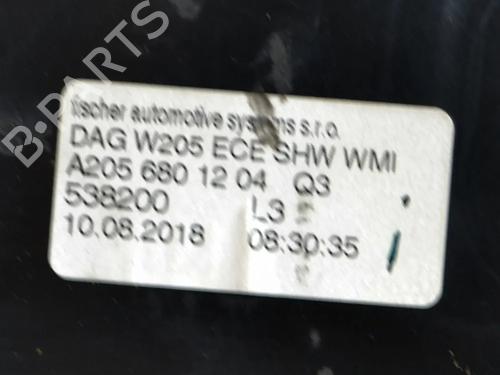 B-PARTS
fischer automotive systems s.r.o.
DAG W205 ECE SHW WMI
A205 680 12 04 Q3
538200 L3
10.08.2018 08:30:35